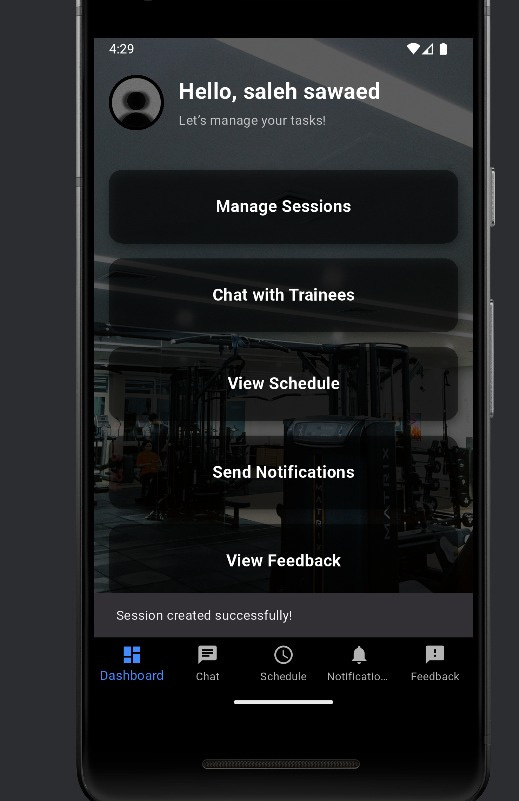 4:29
Hello, saleh sawaed
Let's manage your tasks!
Manage Sessions
Chat with Trainees
View Schedule
Send Notifications
MATRIX
View Feedback
Session created successfully!
Dashboard
Chat
Schedule
Notificatio...
Feedback